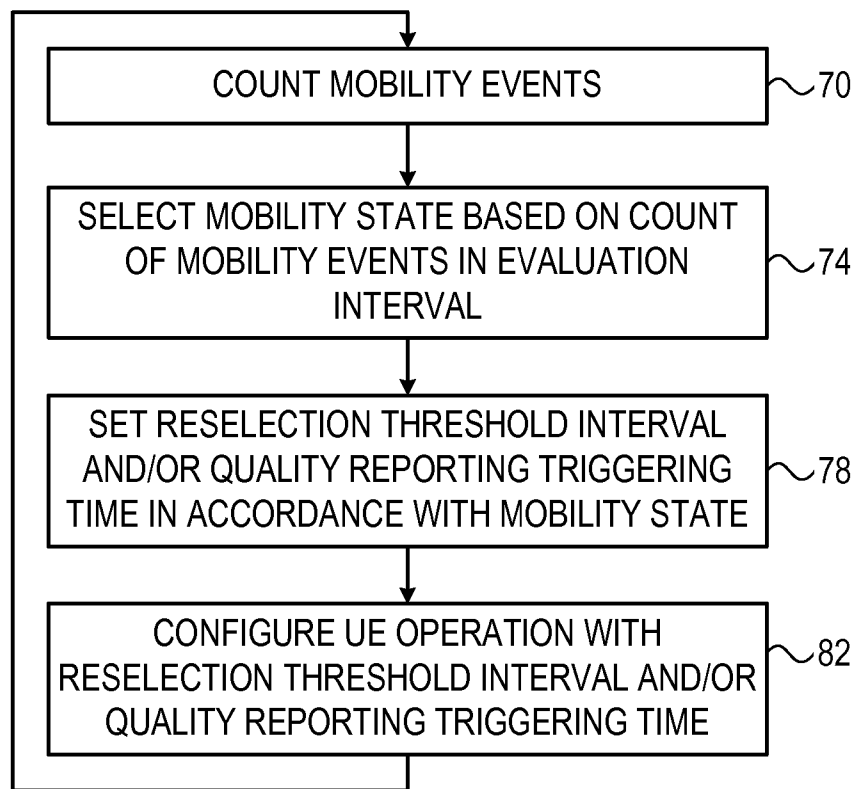 COUNT MOBILITY EVENTS
70
SELECT MOBILITY STATE BASED ON COUNT
OF MOBILITY EVENTS IN EVALUATION
INTERVAL
74
SET RESELECTION THRESHOLD INTERVAL
AND/OR QUALITY REPORTING TRIGGERING
TIME IN ACCORDANCE WITH MOBILITY STATE
78
CONFIGURE UE OPERATION WITH
RESELECTION THRESHOLD INTERVAL AND/OR
QUALITY REPORTING TRIGGERING TIME
82